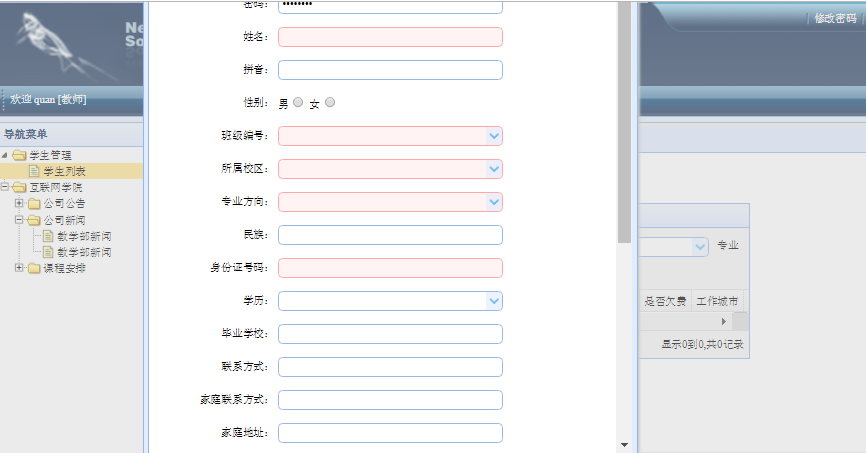 密码: ••••••••
Ne
So
修改密码
姓名:
拼音:
欢迎 quan [教师]
性别: 男 女
导航菜单
班级编号:
学生管理
学生列表
所属校区:
互联网学院
公司公告
专业方向:
公司新闻
教学部新闻
教学部新闻
民族:
专业
课程安排
身份证号码:
学历:
是否欠费 工作城市
毕业学校:
显示0到0,共0记录
联系方式:
家庭联系方式:
家庭地址: